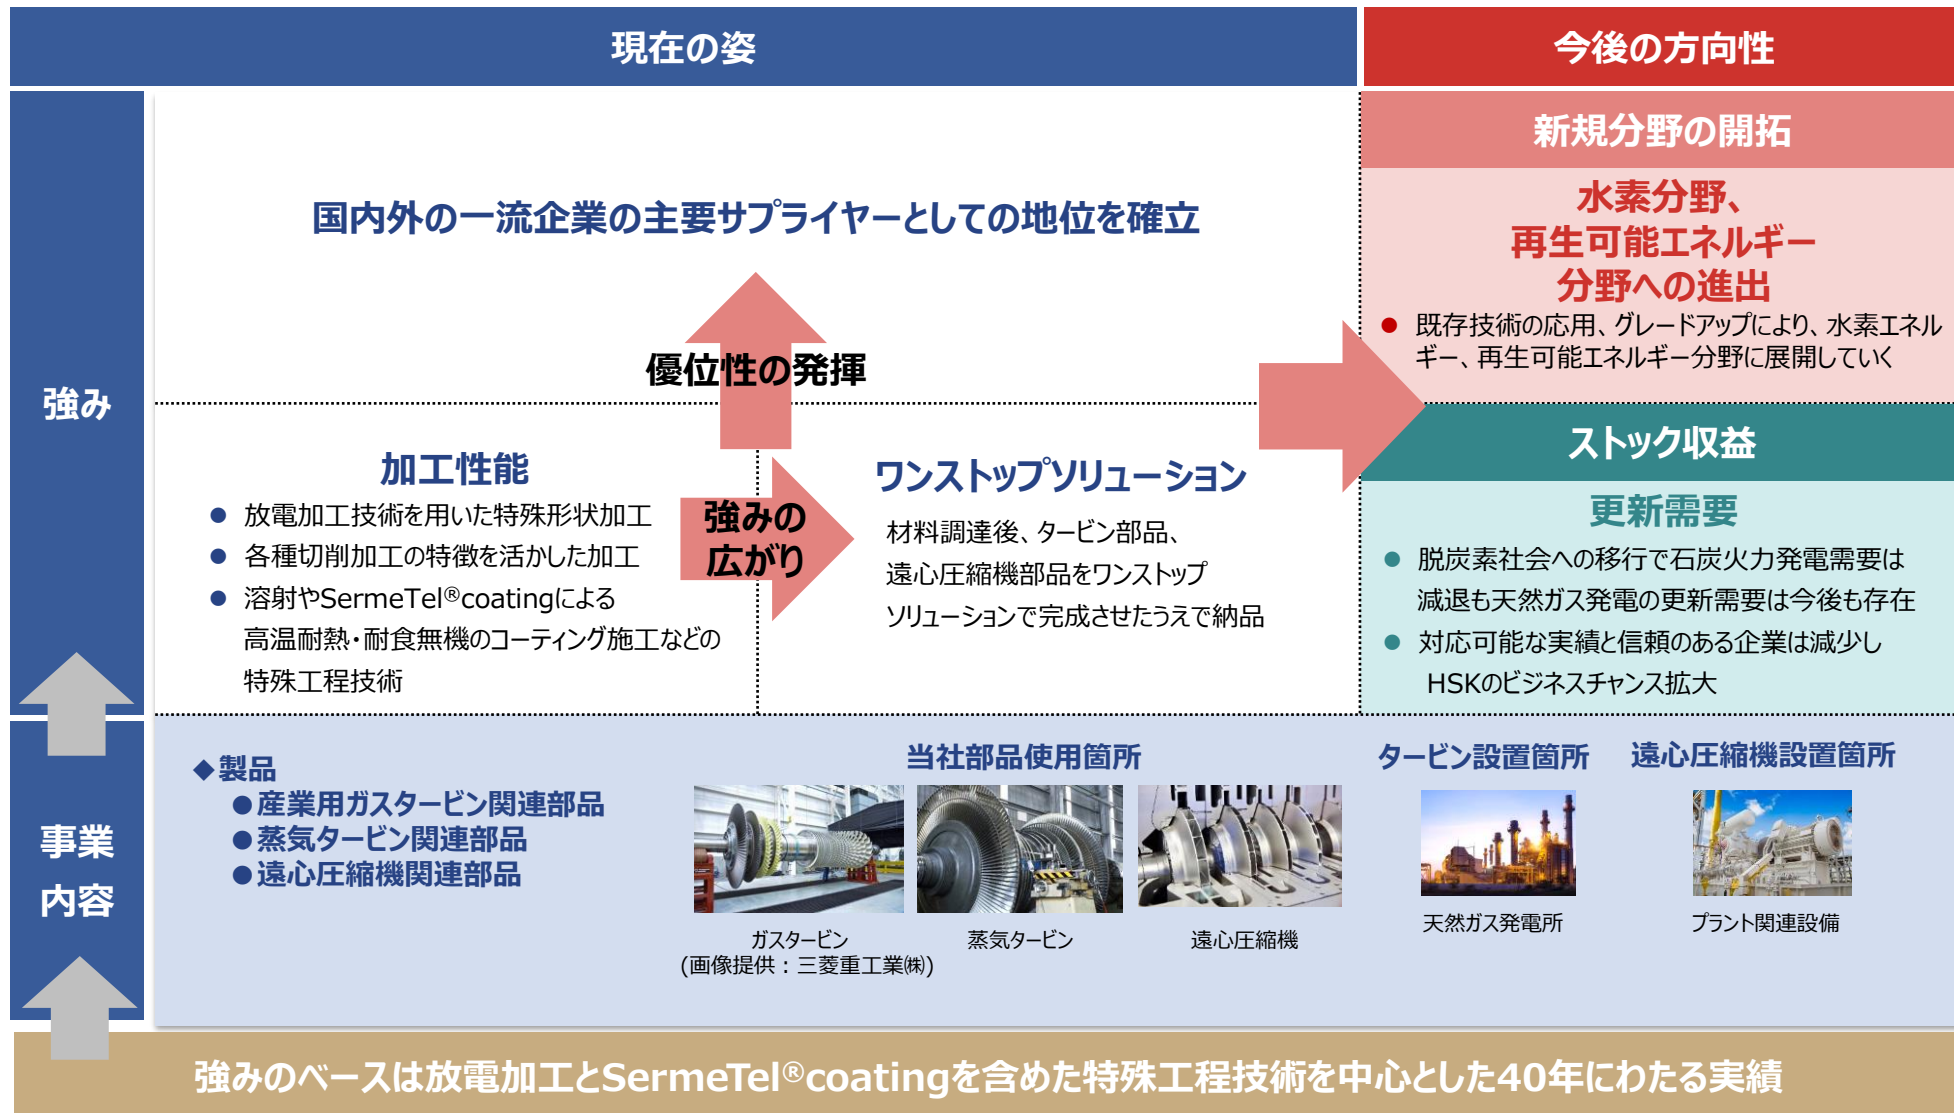 現在の姿
今後の方向性
強み
国内外の一流企業の主要サプライヤーとしての地位を確立
優位性の発揮
加工性能
● 放電加工技術を用いた特殊形状加工
● 各種切削加工の特徴を活かした加工
● 溶射やSermeTel®coatingによる
高温耐熱・耐食無機のコーティング施工などの
特殊工程技術
強みの
広がり
ワンストップソリューション
材料調達後、タービン部品、
遠心圧縮機部品をワンストップ
ソリューションで完成させたうえで納品
新規分野の開拓
水素分野、
再生可能エネルギー
分野への進出
● 既存技術の応用、グレードアップにより、水素エネル
ギー、再生可能エネルギー分野に展開していく
ストック収益
更新需要
● 脱炭素社会への移行で石炭火力発電需要は
減退も天然ガス発電の更新需要は今後も存在
● 対応可能な実績と信頼のある企業は減少し
HSKのビジネスチャンス拡大
事業
内容
◆製品
●産業用ガスタービン関連部品
●蒸気タービン関連部品
●遠心圧縮機関連部品
当社部品使用箇所
ガスタービン
(画像提供：三菱重工業㈱)
蒸気タービン
遠心圧縮機
タービン設置箇所
天然ガス発電所
遠心圧縮機設置箇所
プラント関連設備
強みのベースは放電加工とSermeTel®coatingを含めた特殊工程技術を中心とした40年にわたる実績